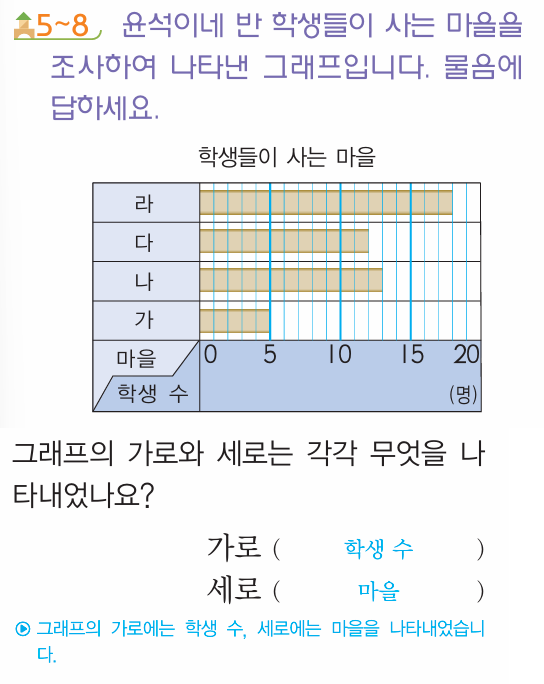 5~8 윤석이네 반 학생들이 사는 마을을
조사하여 나타낸 그래프입니다. 물음에
답하세요.
학생들이 사는 마을
라
다
나
가
마을 0 5 10 15 20
학생 수 (명)
그래프의 가로와 세로는 각각 무엇을 나
타내었나요?
가로 ( 학생 수 )
세로 ( 마을 )
그래프의 가로에는 학생 수, 세로에는 마을을 나타내었습니
다.